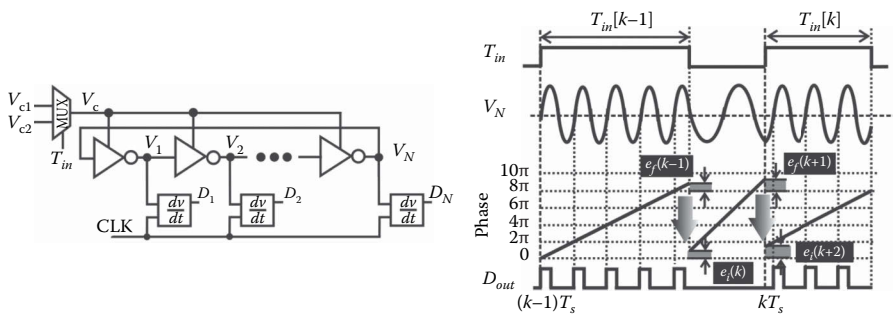 V_c1
V_c2
MUX
T_in
V_c
V_1
V_2
V_N
dv/dt
D_1
dv/dt
D_2
dv/dt
D_N
CLK
T_in[k−1]
T_in[k]
T_in
V_N
Phase
10π
8π
6π
4π
2π
0
e_f(k−1)
e_f(k+1)
e_i(k)
e_i(k+2)
D_out
(k−1)T_s
kT_s